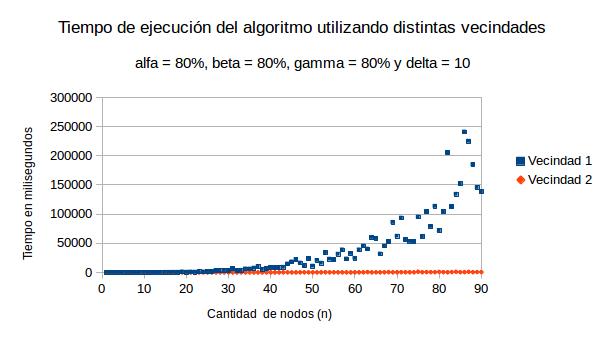 Tiempo de ejecución del algoritmo utilizando distintas vecindades
alfa = 80%, beta = 80%, gamma = 80% y delta = 10
Tiempo en milisegundos
300000
250000
200000
150000
100000
50000
0
0 10 20 30 40 50 60 70 80 90
Cantidad de nodos (n)
Vecindad 1
Vecindad 2